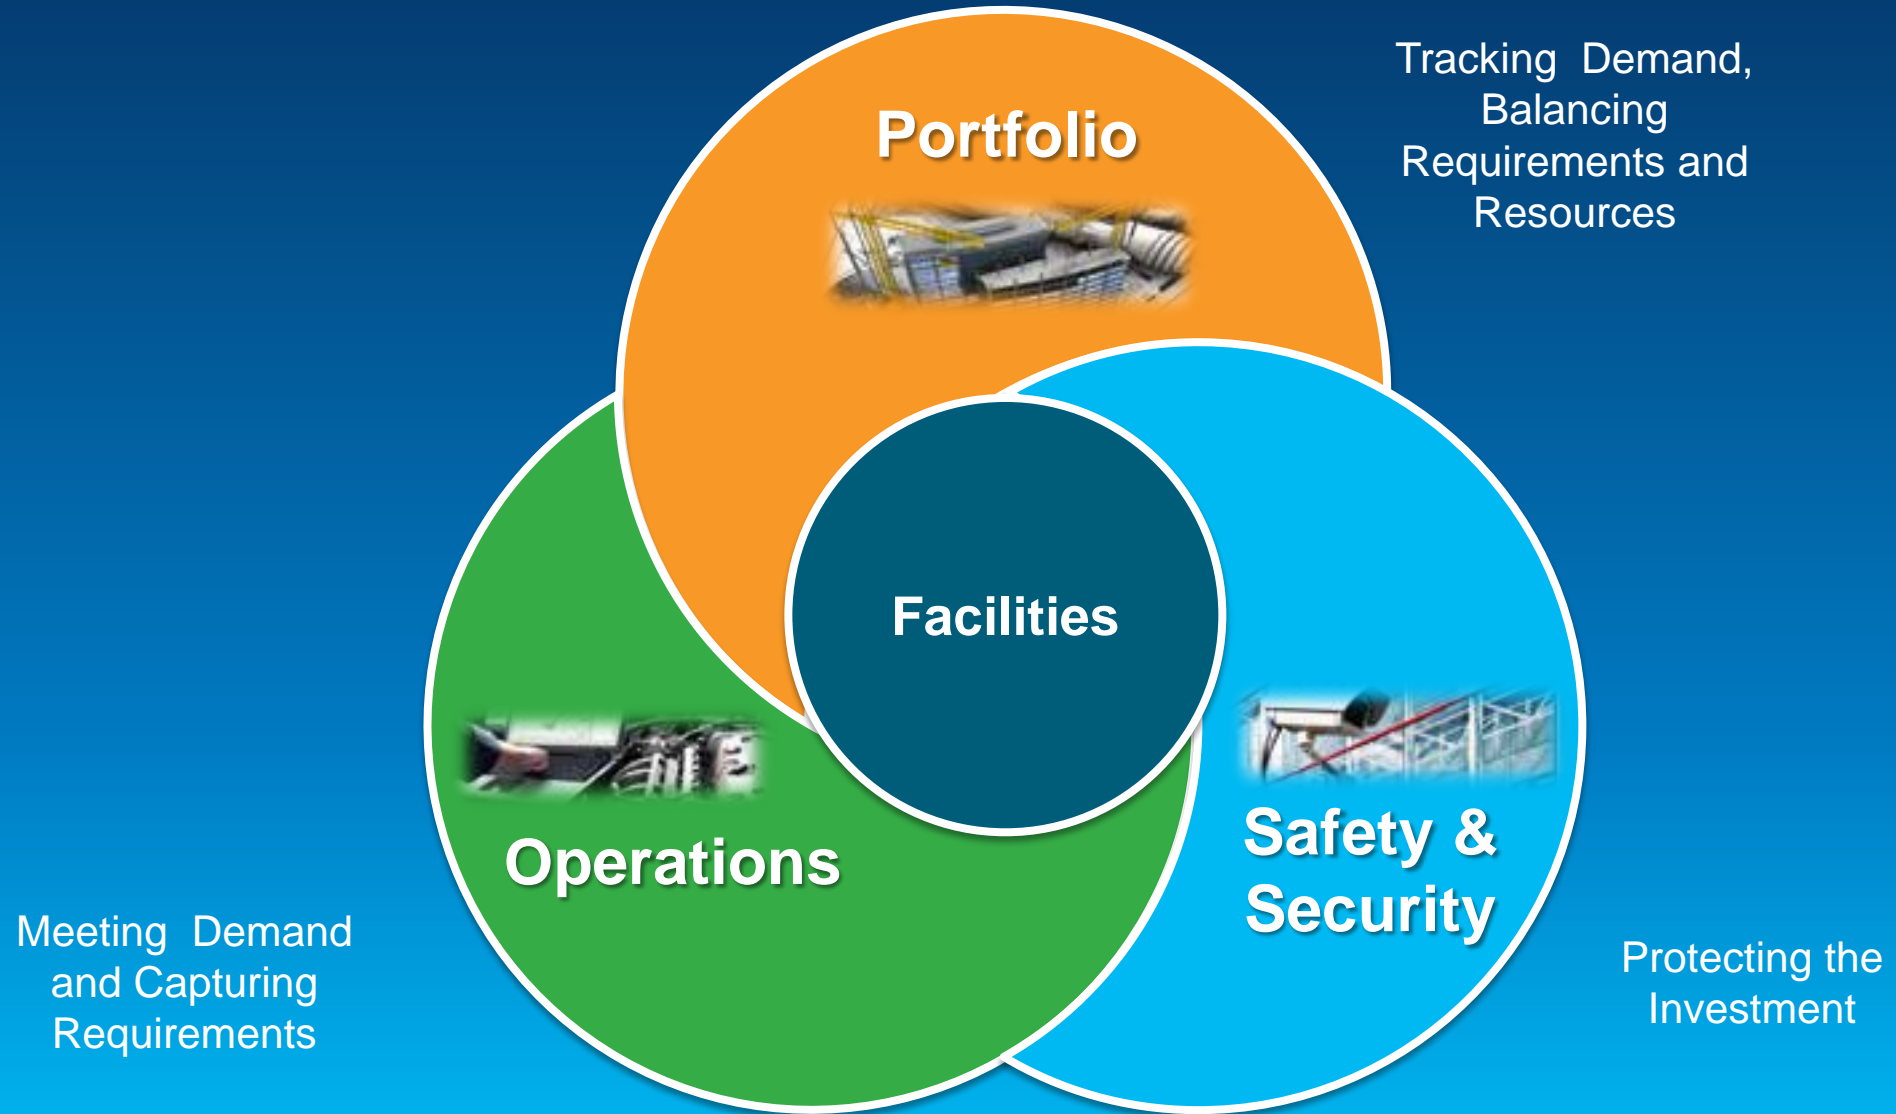 Portfolio
Tracking  Demand,
Balancing
Requirements and
Resources
Facilities
Operations
Safety &
Security
Meeting  Demand
and Capturing
Requirements
Protecting the
Investment